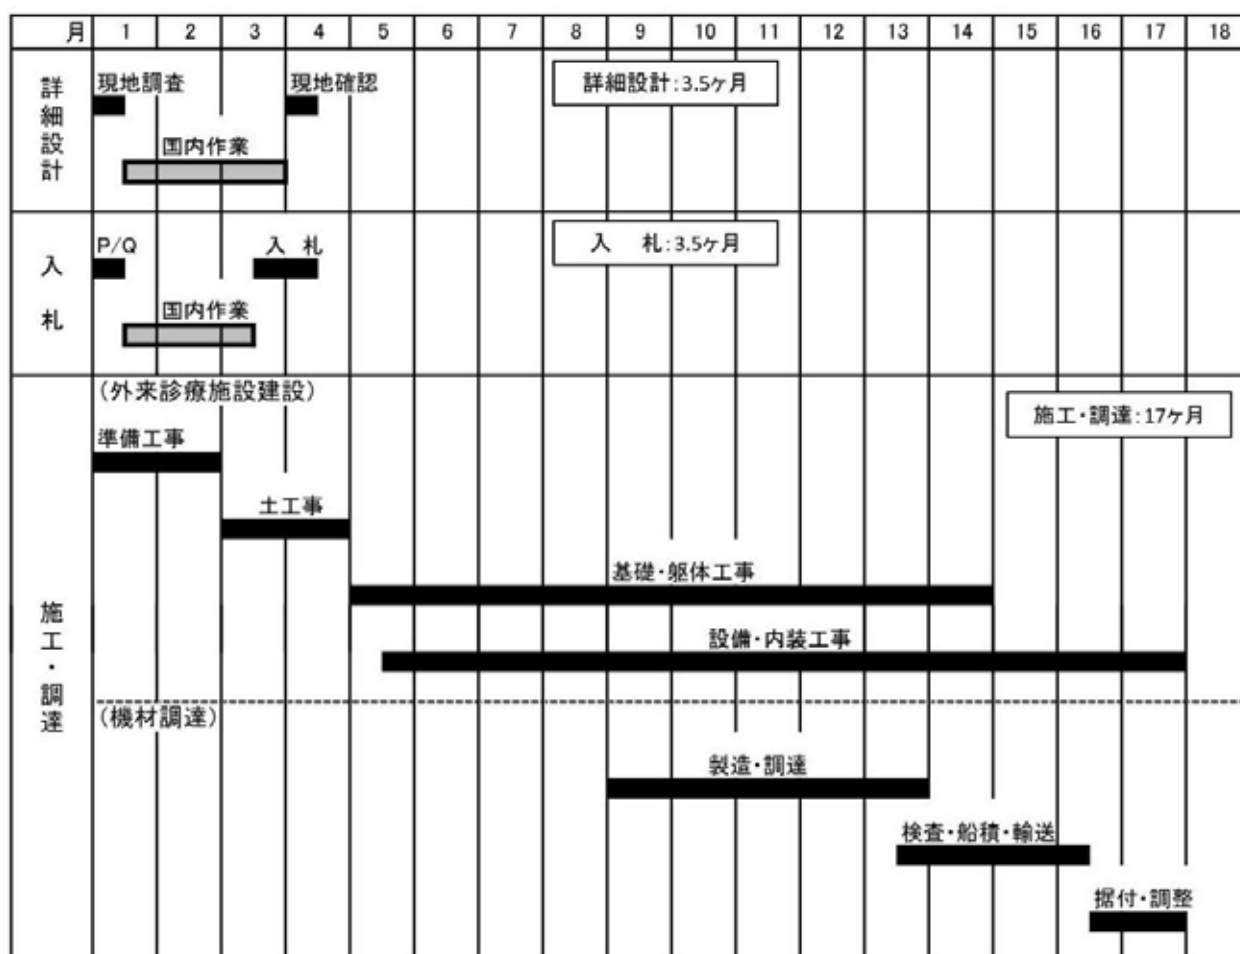 月 1 2 3 4 5 6 7 8 9 10 11 12 13 14 15 16 17 18
詳細設計
現地調査 現地確認 詳細設計:3.5ヶ月
国内作業
入札
P/Q 入 札 入 札:3.5ヶ月
国内作業
施工・調達
(外来診療施設建設)
施工・調達:17ヶ月
準備工事
土工事
基礎・躯体工事
設備・内装工事
(機材調達)
製造・調達
検査・船積・輸送
据付・調整